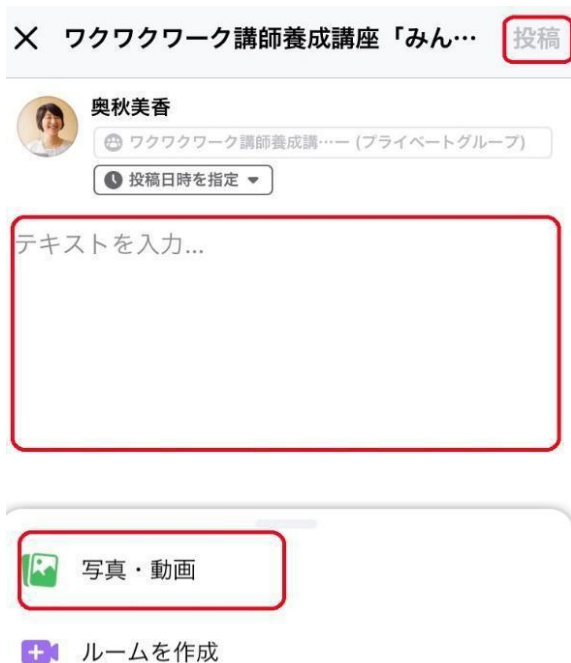 ✕ ワクワクワーク講師養成講座「みん… 投稿
奥秋美香
ワクワクワーク講師養成講…ー (プライベートグループ)
投稿日時を指定
テキストを入力...
写真・動画
ルームを作成